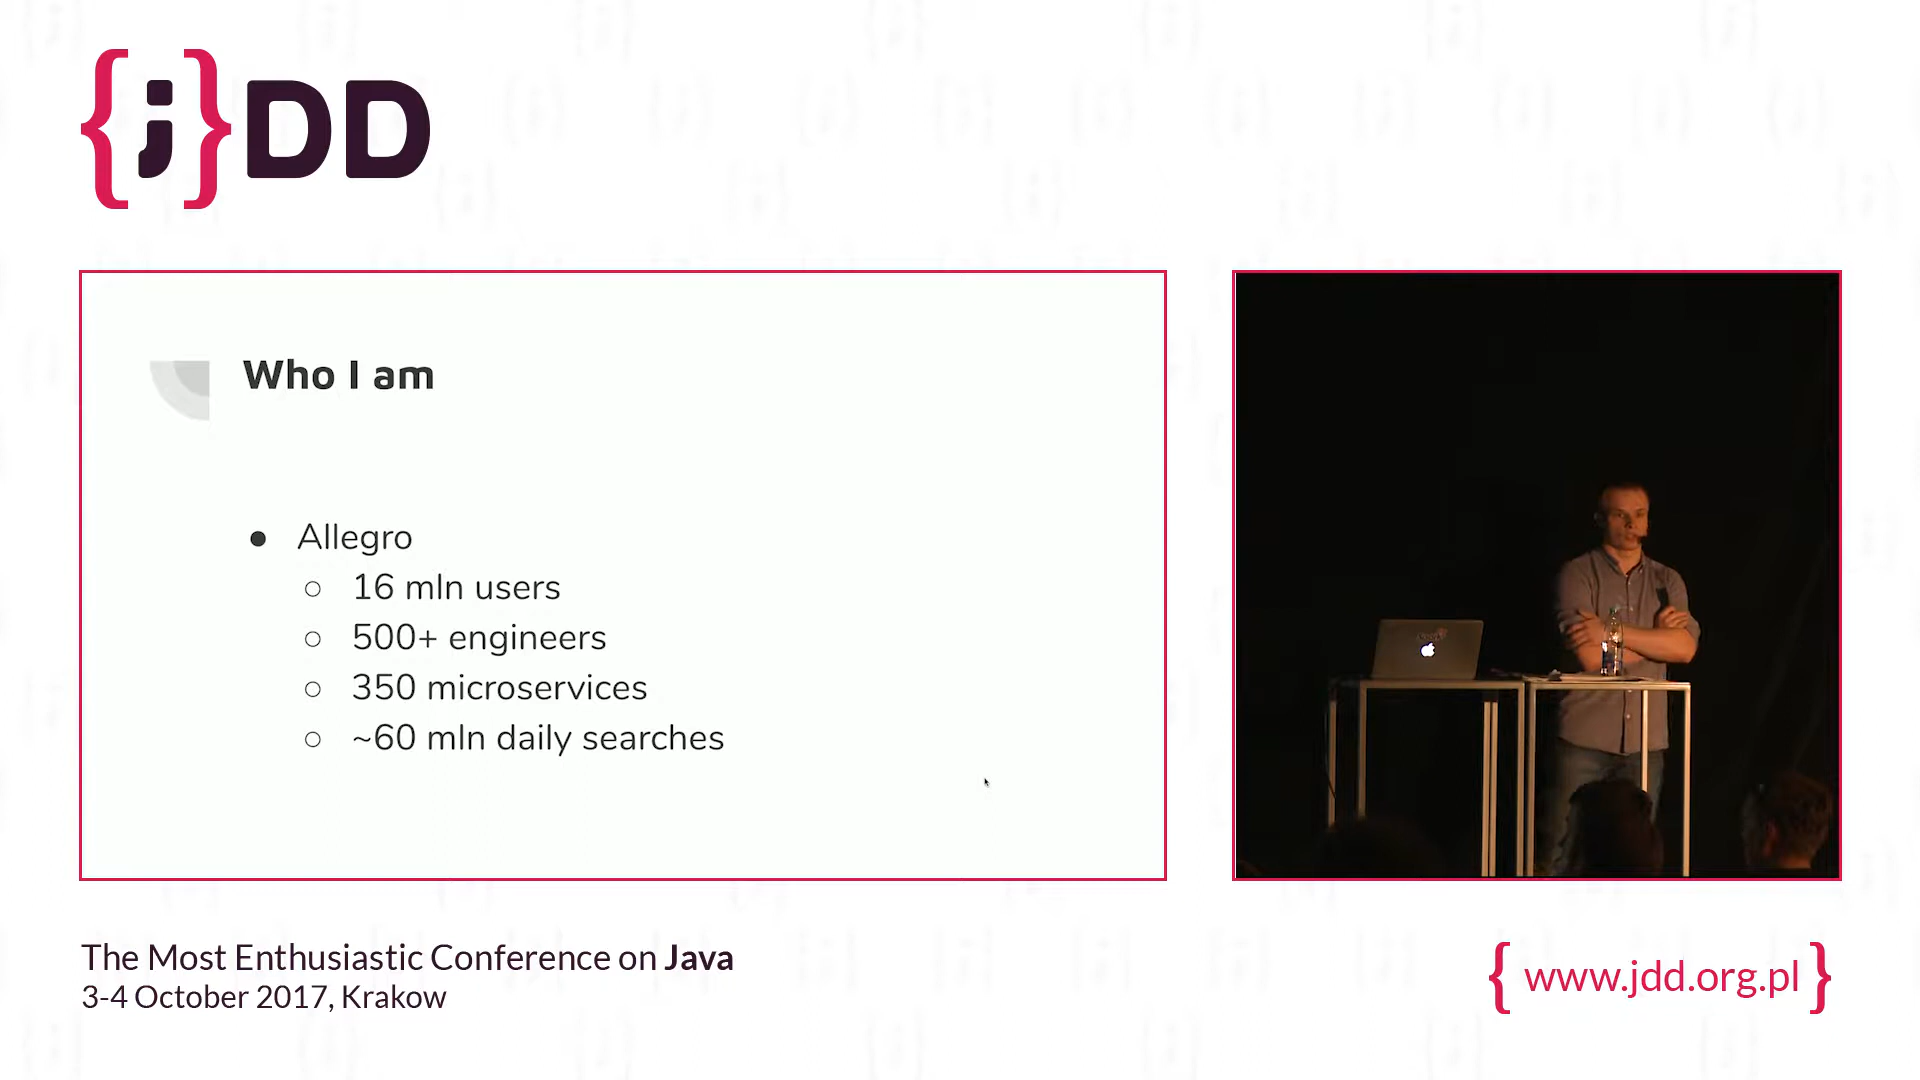 {;}DD
Who I am
● Allegro
○ 16 mln users
○ 500+ engineers
○ 350 microservices
○ ~60 mln daily searches
The Most Enthusiastic Conference on Java
3-4 October 2017, Krakow
{ www.jdd.org.pl }